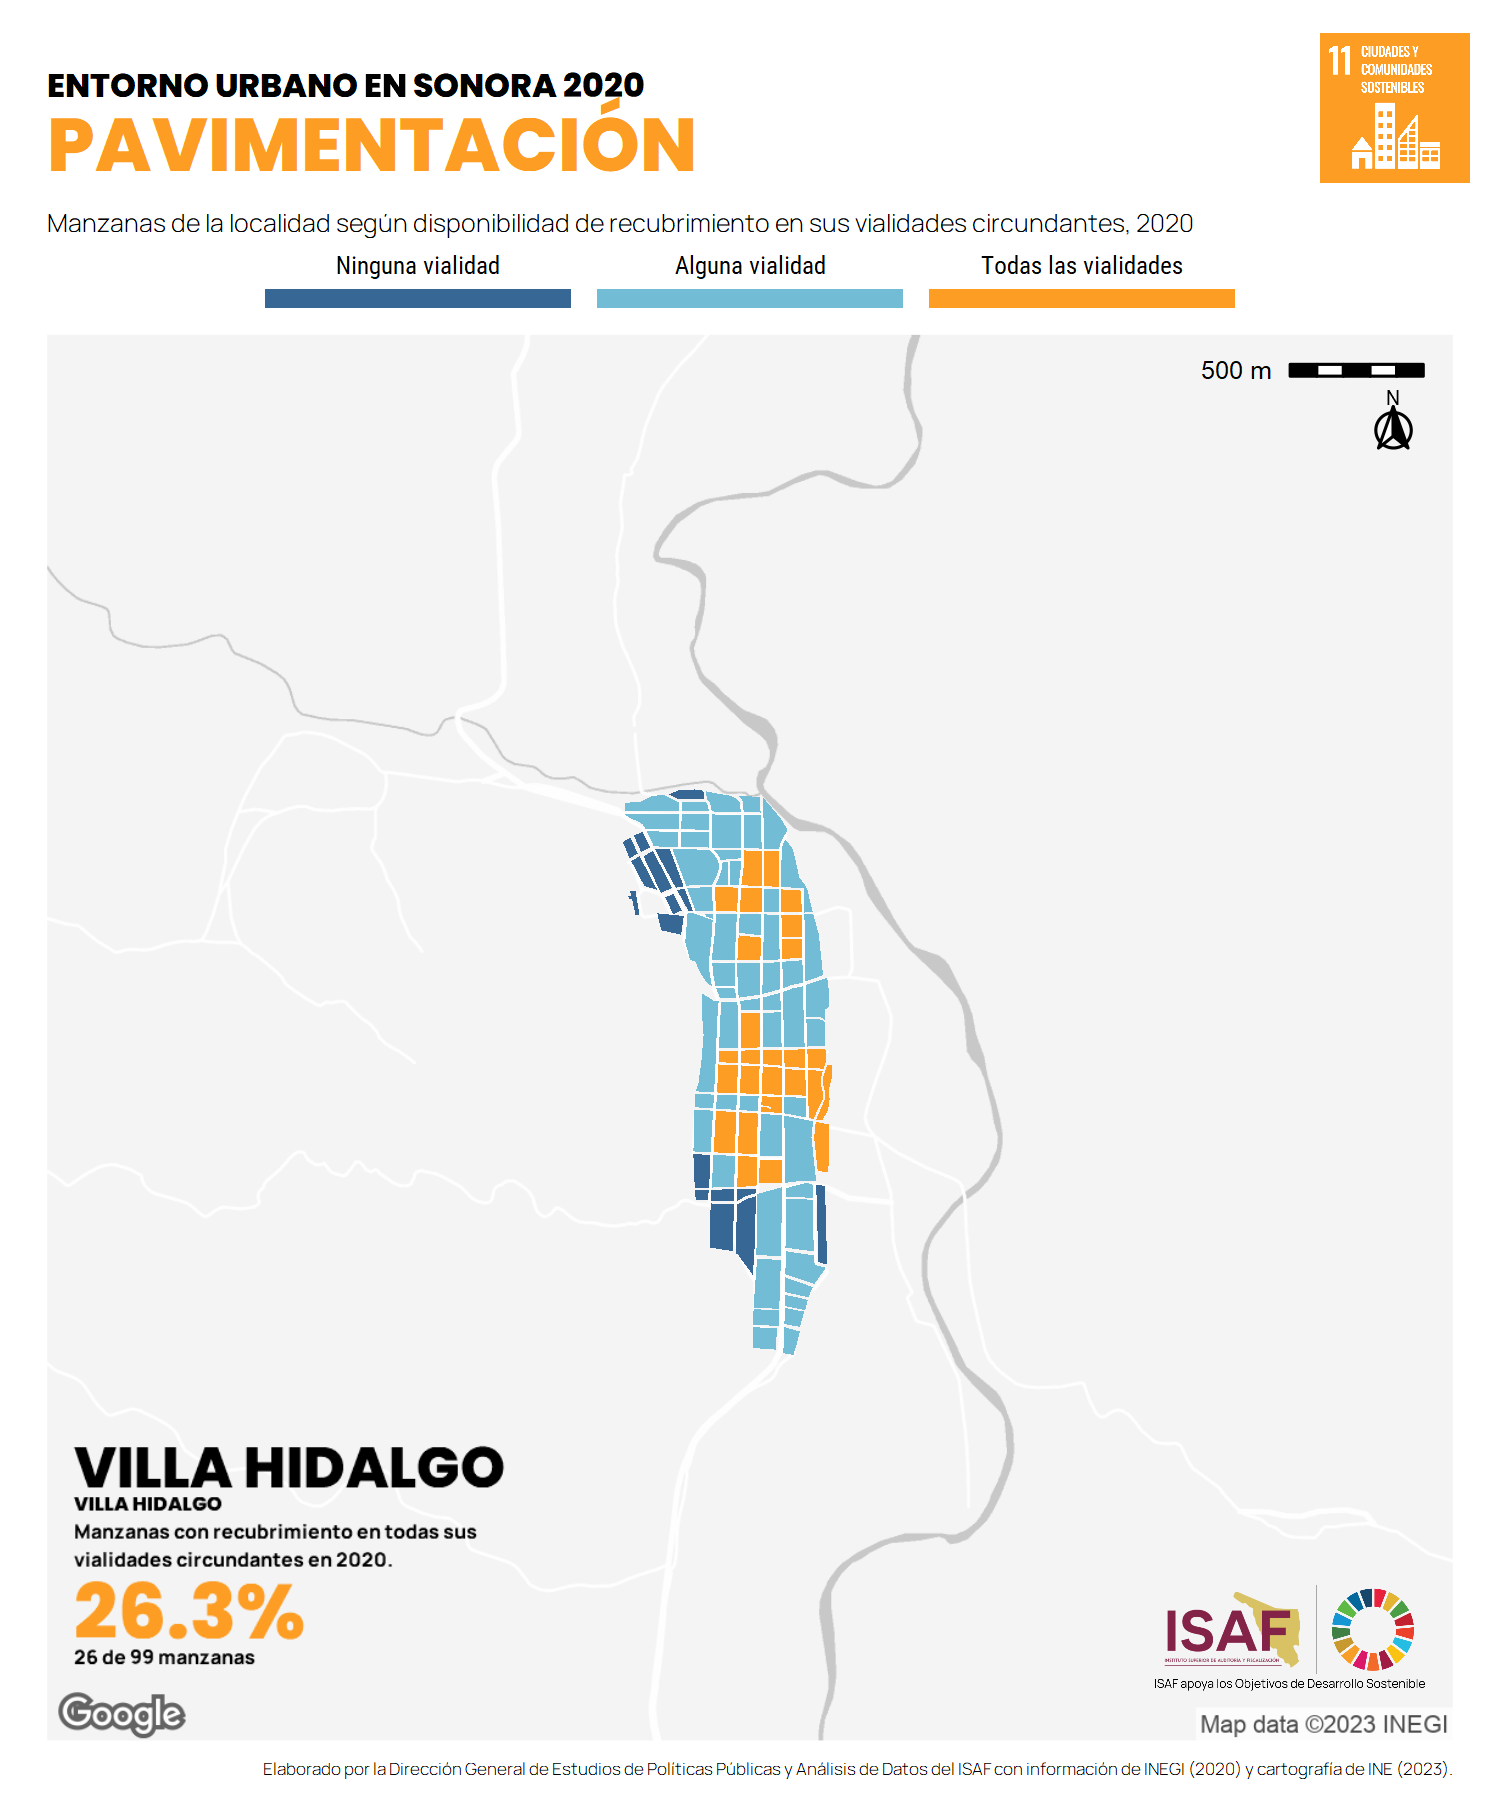 ENTORNO URBANO EN SONORA 2020
PAVIMENTACIÓN
11
CIUDADES Y
COMUNIDADES
SOSTENIBLES
Manzanas de la localidad según disponibilidad de recubrimiento en sus vialidades circundantes, 2020
Ninguna vialidad
Alguna vialidad
Todas las vialidades
500 m
N
VILLA HIDALGO
VILLA HIDALGO
Manzanas con recubrimiento en todas sus
vialidades circundantes en 2020.
26.3%
26 de 99 manzanas
Google
ISAF
INSTITUTO SUPERIOR DE AUDITORÍA Y FISCALIZACIÓN
ISAF apoya los Objetivos de Desarrollo Sostenible
Map data ©2023 INEGI
Elaborado por la Dirección General de Estudios de Políticas Públicas y Análisis de Datos del ISAF con información de INEGI (2020) y cartografía de INE (2023).